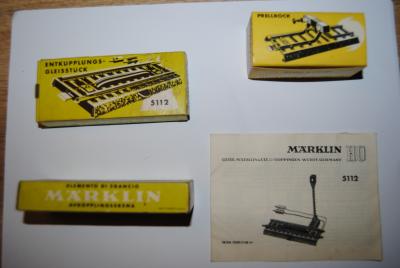 ENTKUPPLUNGS-
GLEISSTÜCK
5112
PRELLBOCK
ELEMENTO DI SGANCIO
MÄRKLIN
MÄRKLIN
HO
5112